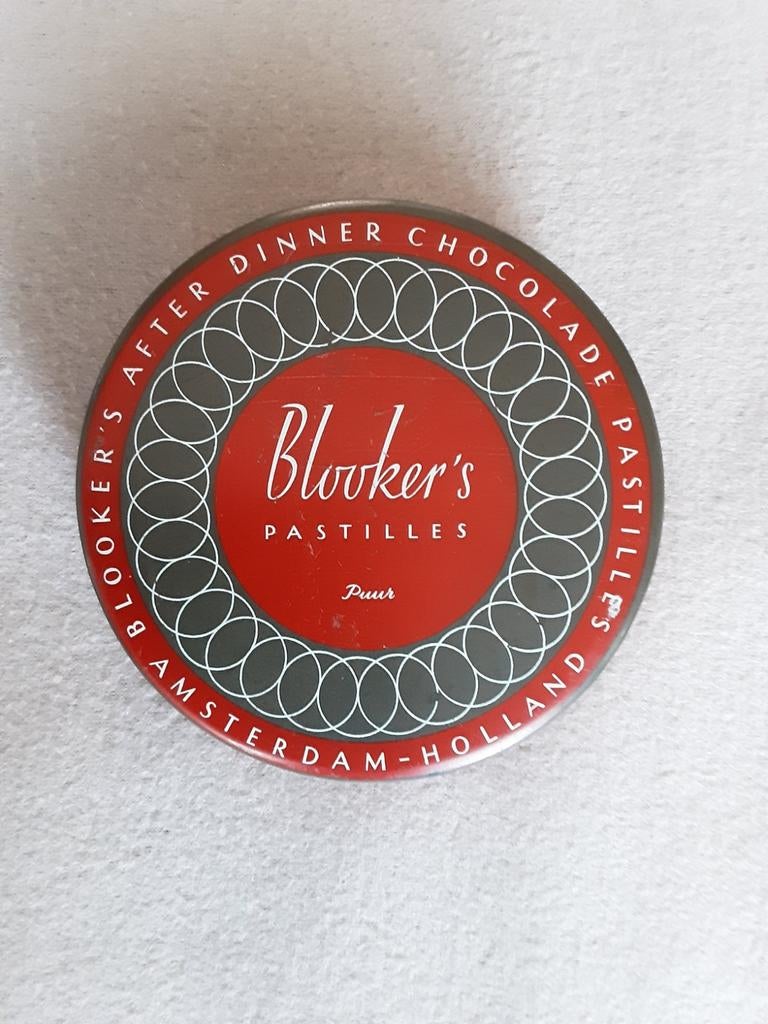 BLOOKER'S AFTER DINNER CHOCOLADE PASTILLES
Blooker's
PASTILLES
Puur
AMSTERDAM-HOLLAND